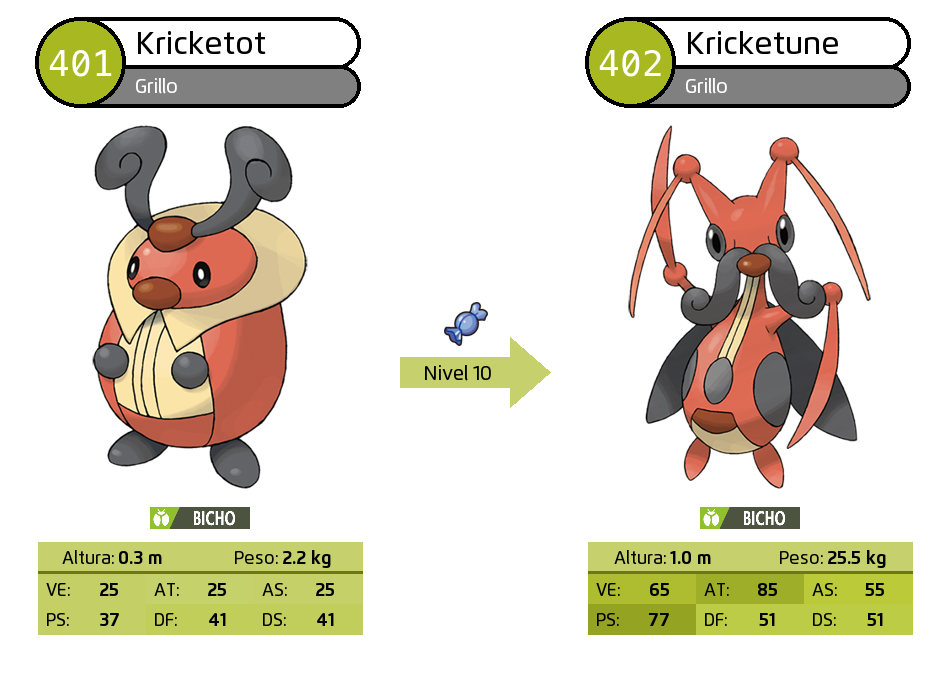 401 Kricketot
Grillo
402 Kricketune
Grillo
Nivel 10
BICHO
Altura: 0.3 m Peso: 2.2 kg
VE: 25 AT: 25 AS: 25
PS: 37 DF: 41 DS: 41
BICHO
Altura: 1.0 m Peso: 25.5 kg
VE: 65 AT: 85 AS: 55
PS: 77 DF: 51 DS: 51